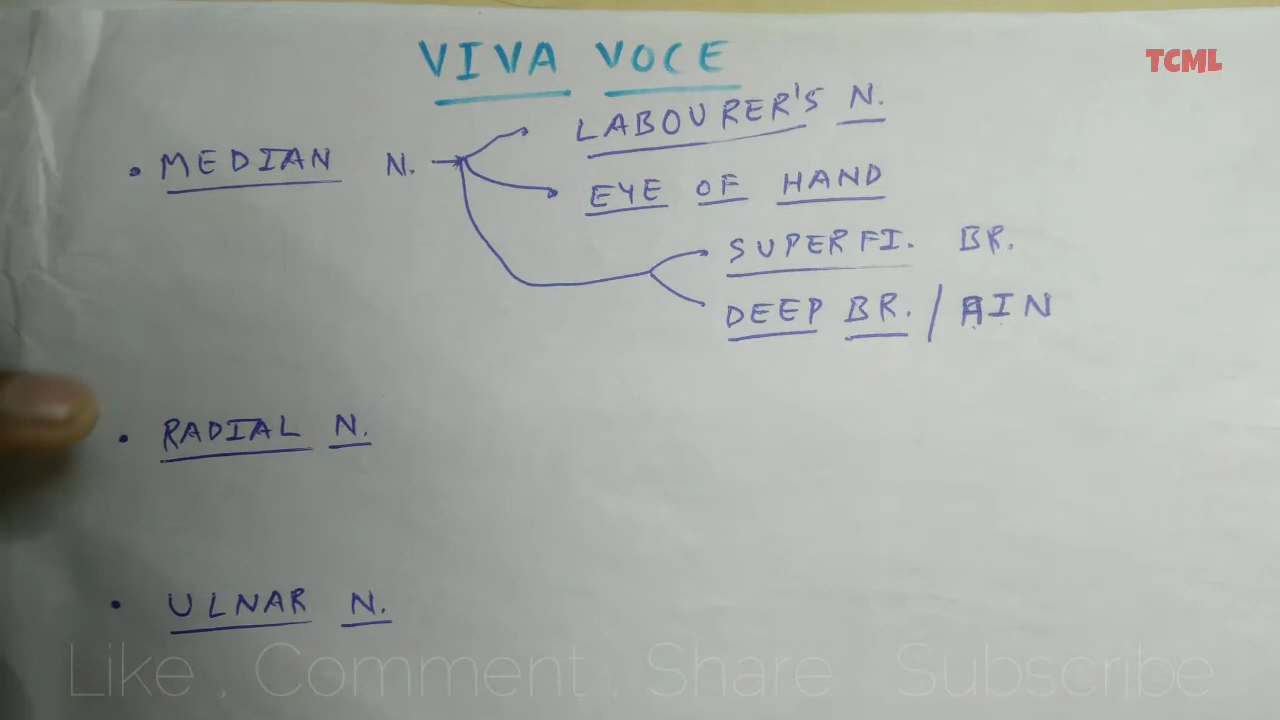 VIVA VOCE
TCML
LABOURER'S N.
• MEDIAN N.
EYE OF HAND
SUPERFI. BR.
DEEP BR. / AIN
• RADIAL N.
• ULNAR N.
Like . Comment . Share Subscribe